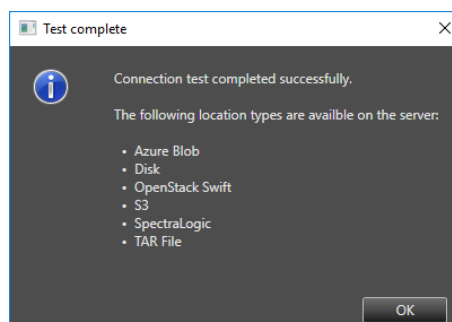 Test complete
Connection test completed successfully.
The following location types are availble on the server:
• Azure Blob
• Disk
• OpenStack Swift
• S3
• SpectraLogic
• TAR File
OK